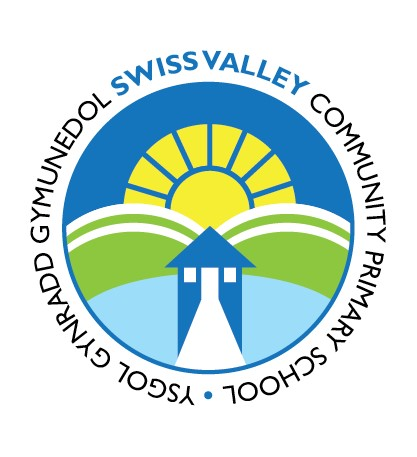 YSGOL GYNRADD GYMUNEDOL SWISS VALLEY COMMUNITY PRIMARY SCHOOL •